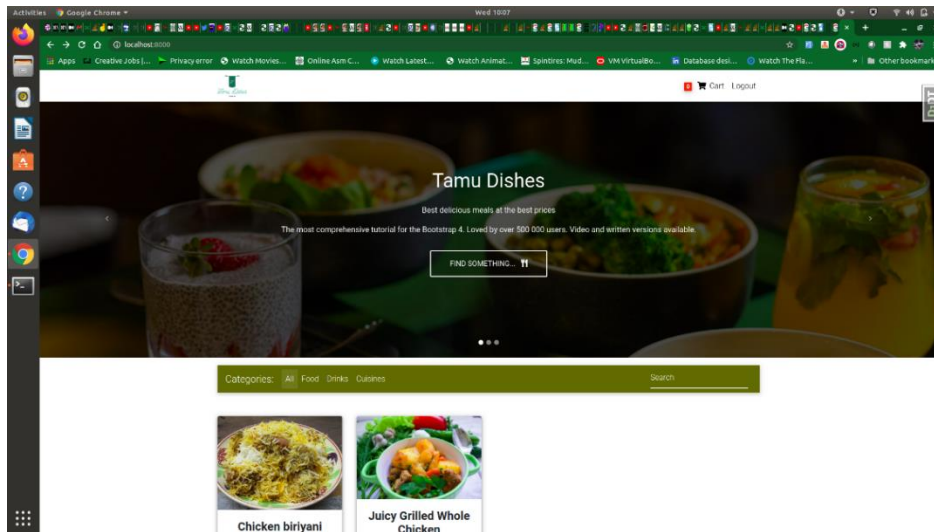 Activities Google Chrome Wed 10:07
localhost:8000
Apps Creative Jobs |... Privacy error Watch Movies... Online Asm C... Watch Latest... Watch Animat... Spintires: Mud... VM VirtualBo... Database desi... Watch The Fla... » Other bookmark
0 Cart Logout
Tamu Dishes
Best delicious meals at the best prices
The most comprehensive tutorial for the Bootstrap 4. Loved by over 500 000 users. Video and written versions available.
FIND SOMETHING...
Categories: All Food Drinks Cuisines Search
Chicken biriyani
Juicy Grilled Whole
Chicken